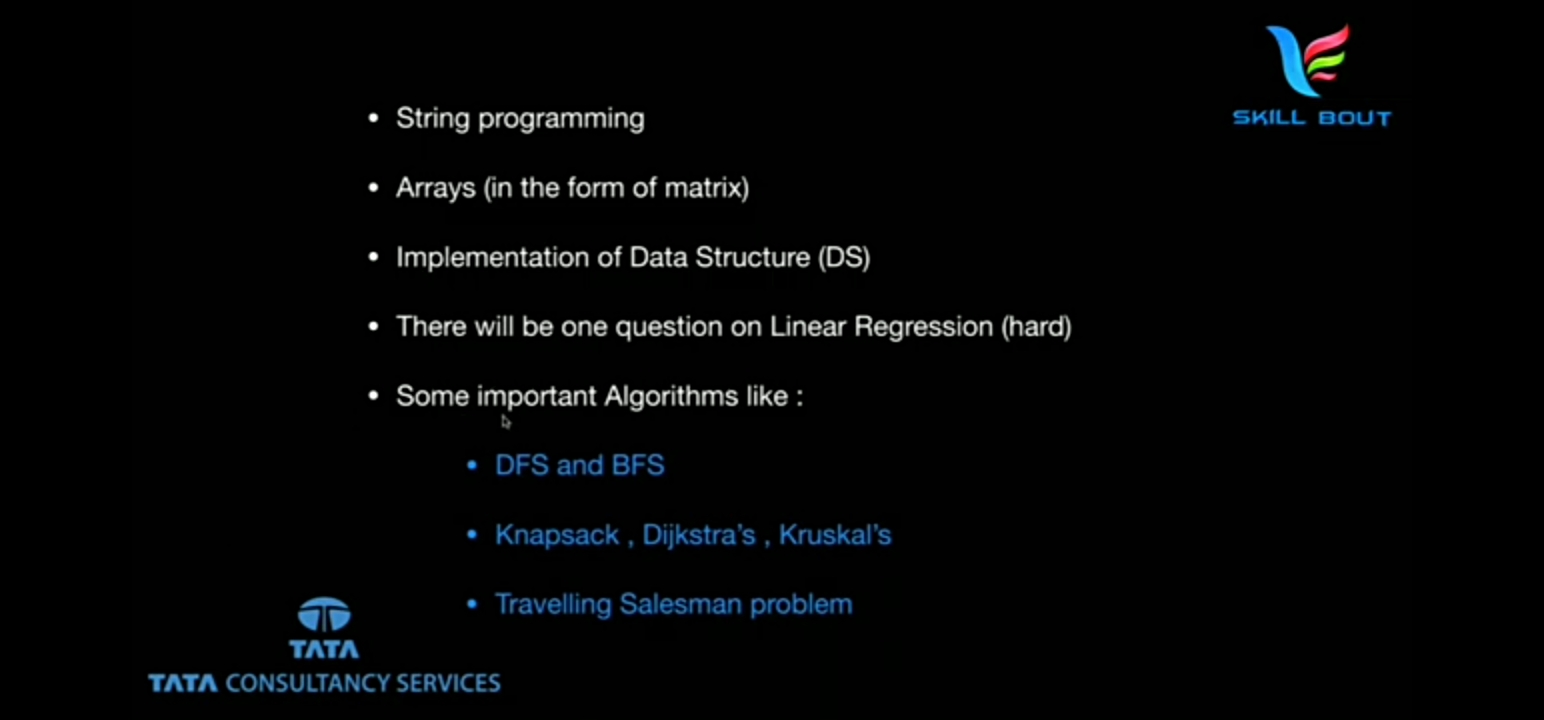 SKILL BOUT
• String programming
• Arrays (in the form of matrix)
• Implementation of Data Structure (DS)
• There will be one question on Linear Regression (hard)
• Some important Algorithms like :
• DFS and BFS
• Knapsack , Dijkstra’s , Kruskal’s
• Travelling Salesman problem
TATA
TATA CONSULTANCY SERVICES